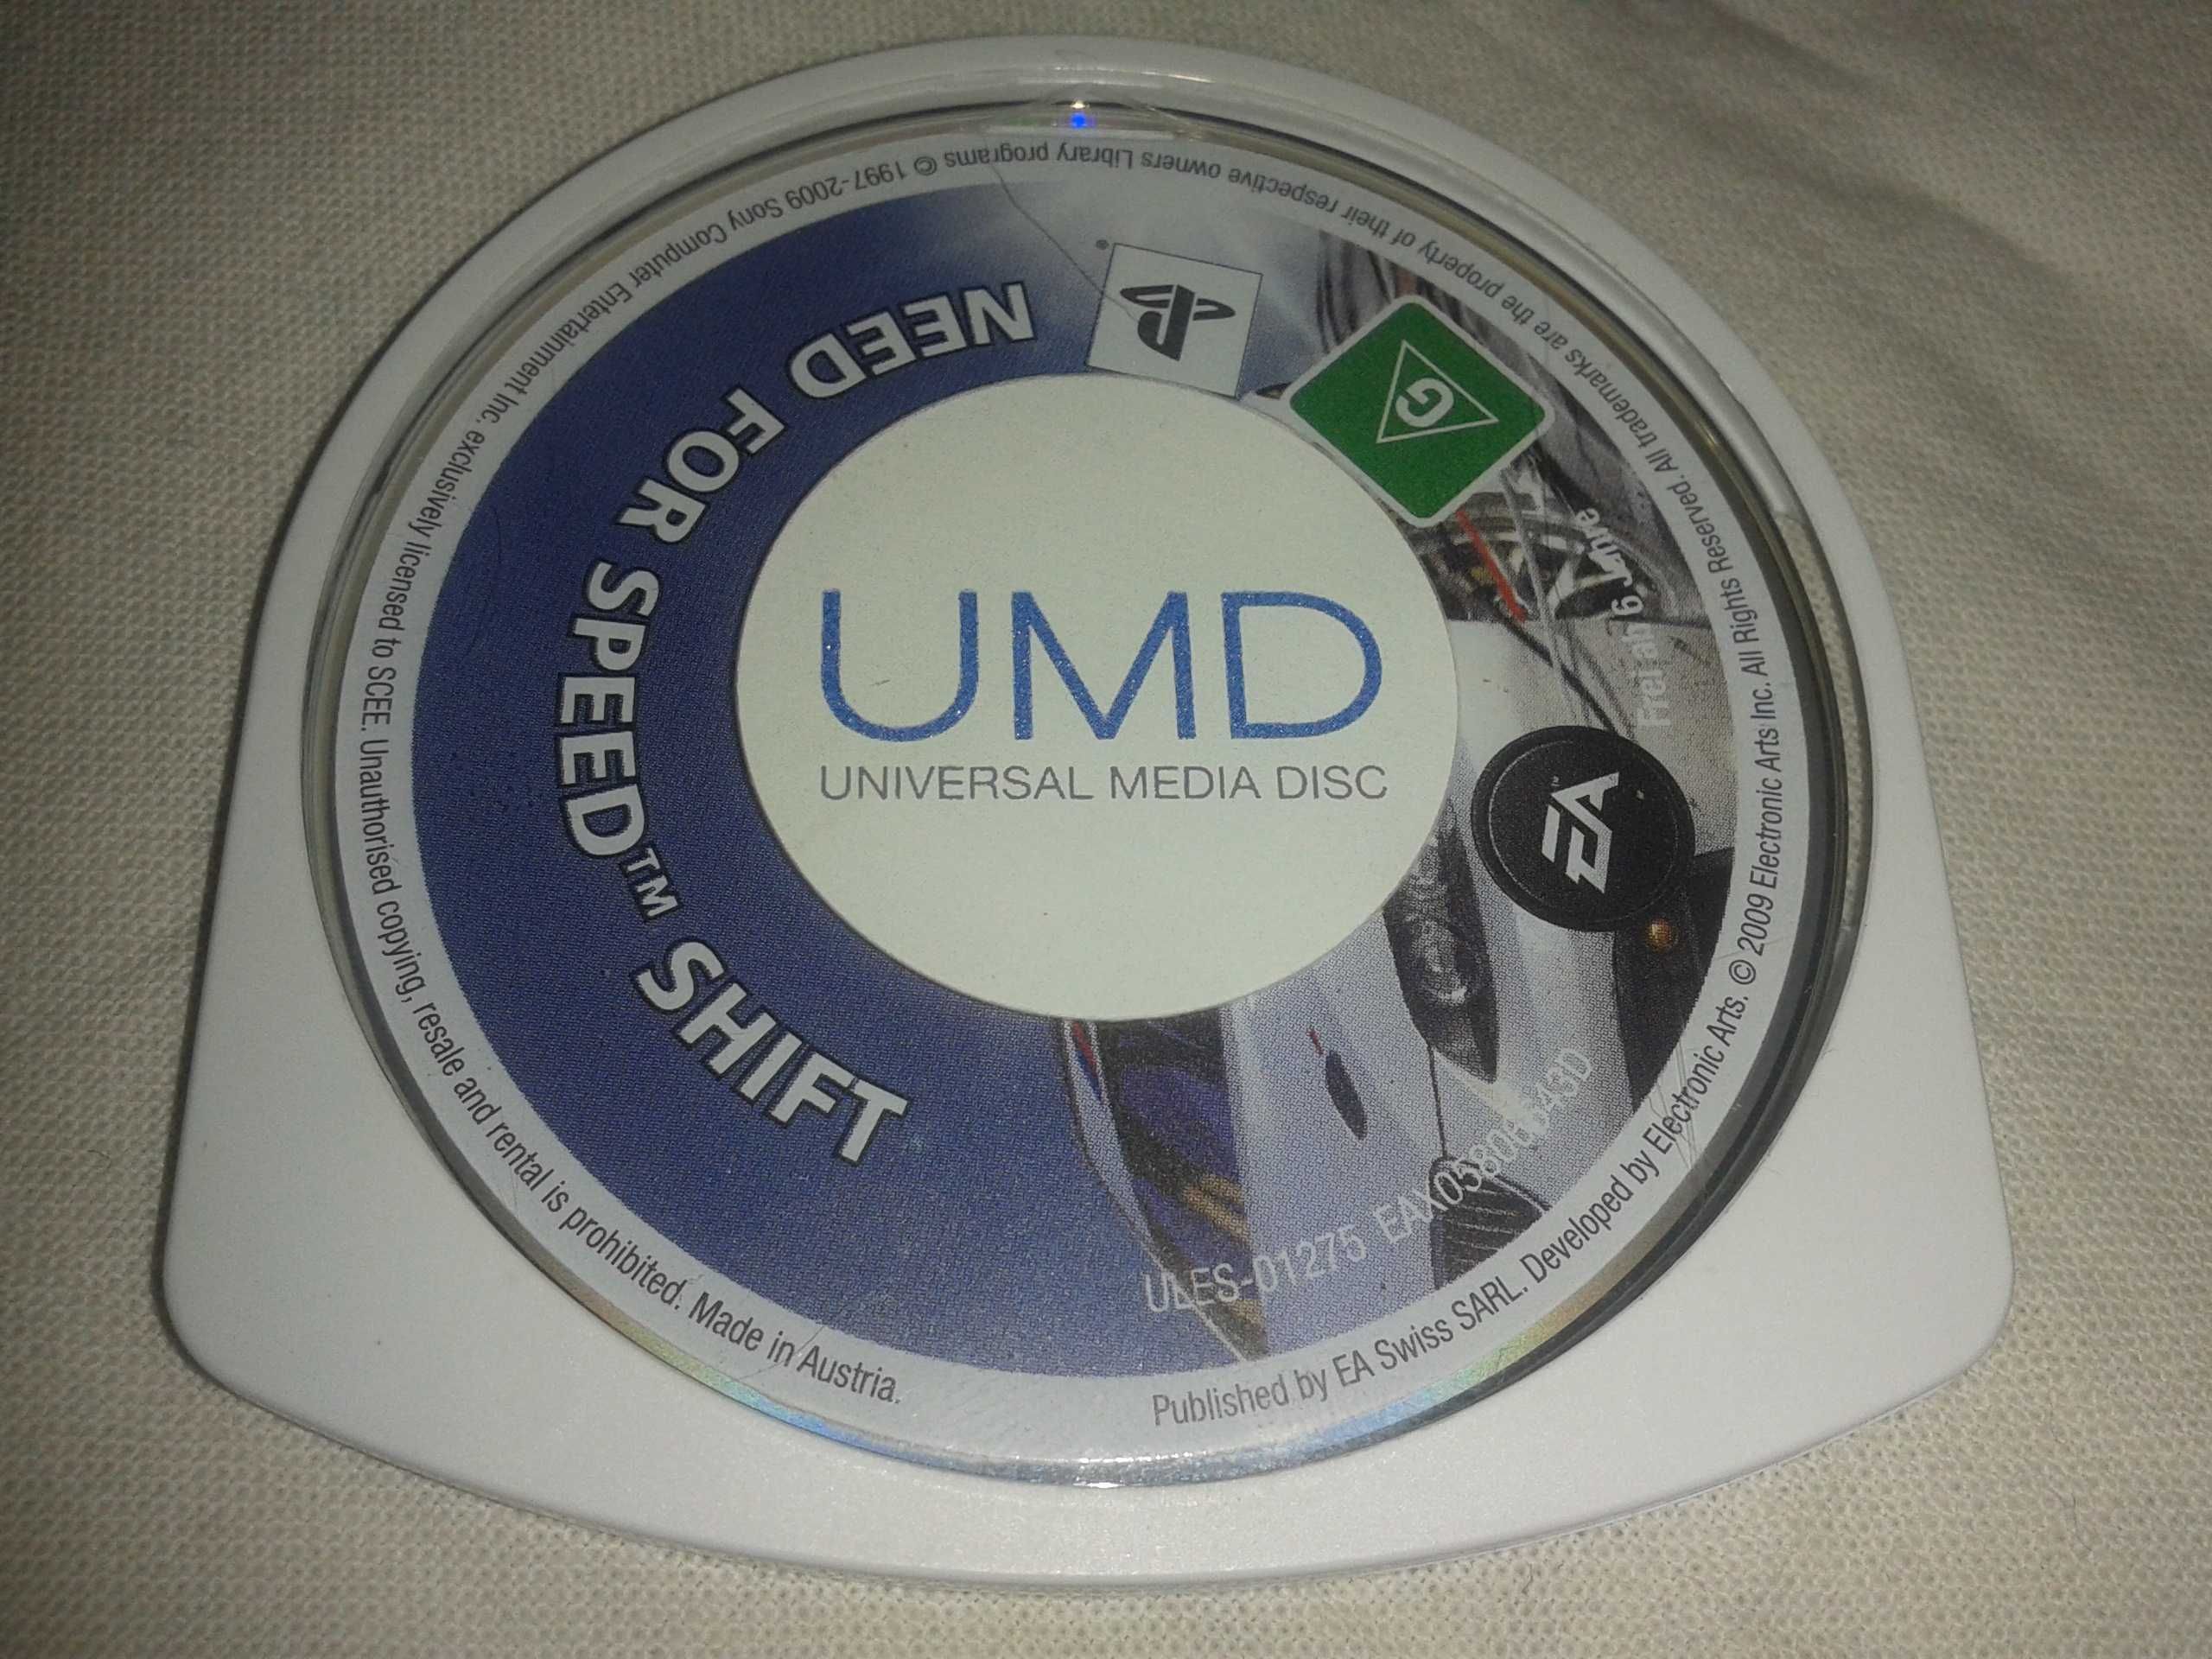 NEED FOR SPEED™ SHIFT
®
G
Frei ab 6 Jahre
EA™
UMD
UNIVERSAL MEDIA DISC
ULES-01275
Published by EA Swiss SARL. Developed by Electronic Arts. © 2009 Electronic Arts Inc. All Rights Reserved. All trademarks are the property of their respective owners Library programs © 1997-2009 Sony Computer Entertainment Inc. exclusively licensed to SCEE. Unauthorised copying, resale and rental is prohibited. Made in Austria.